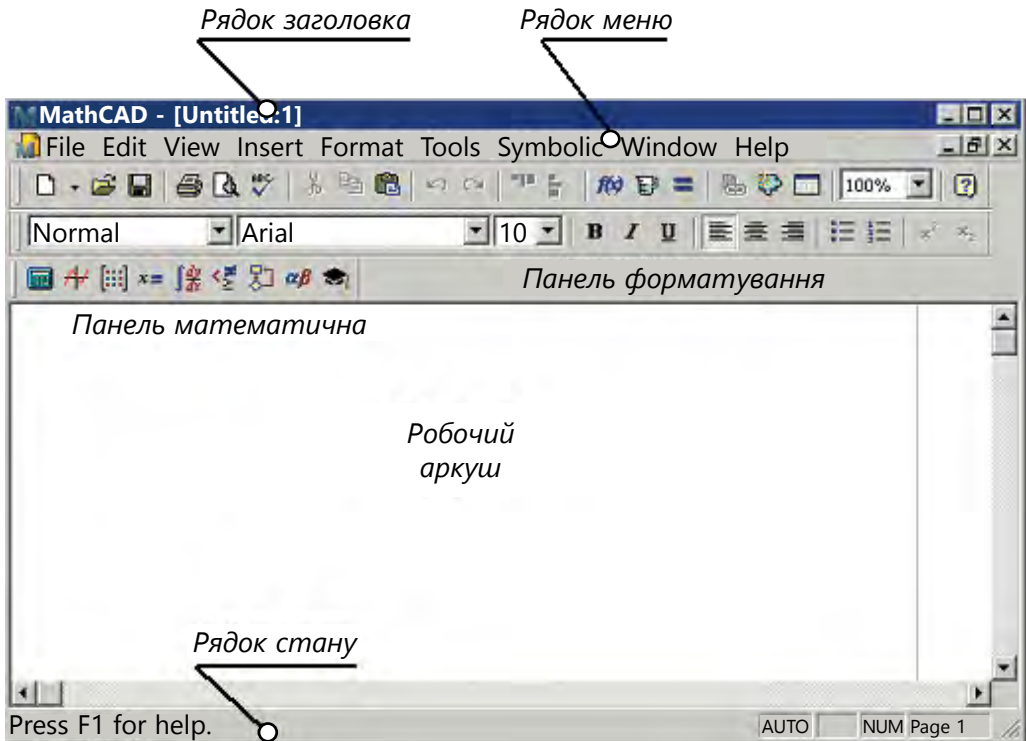 Рядок заголовка Рядок меню
MathCAD - [Untitled:1]
File Edit View Insert Format Tools Symbolic Window Help
100%
Normal Arial 10 B I U
Панель форматування
Панель математична
Робочий
аркуш
Рядок стану
Press F1 for help. AUTO NUM Page 1